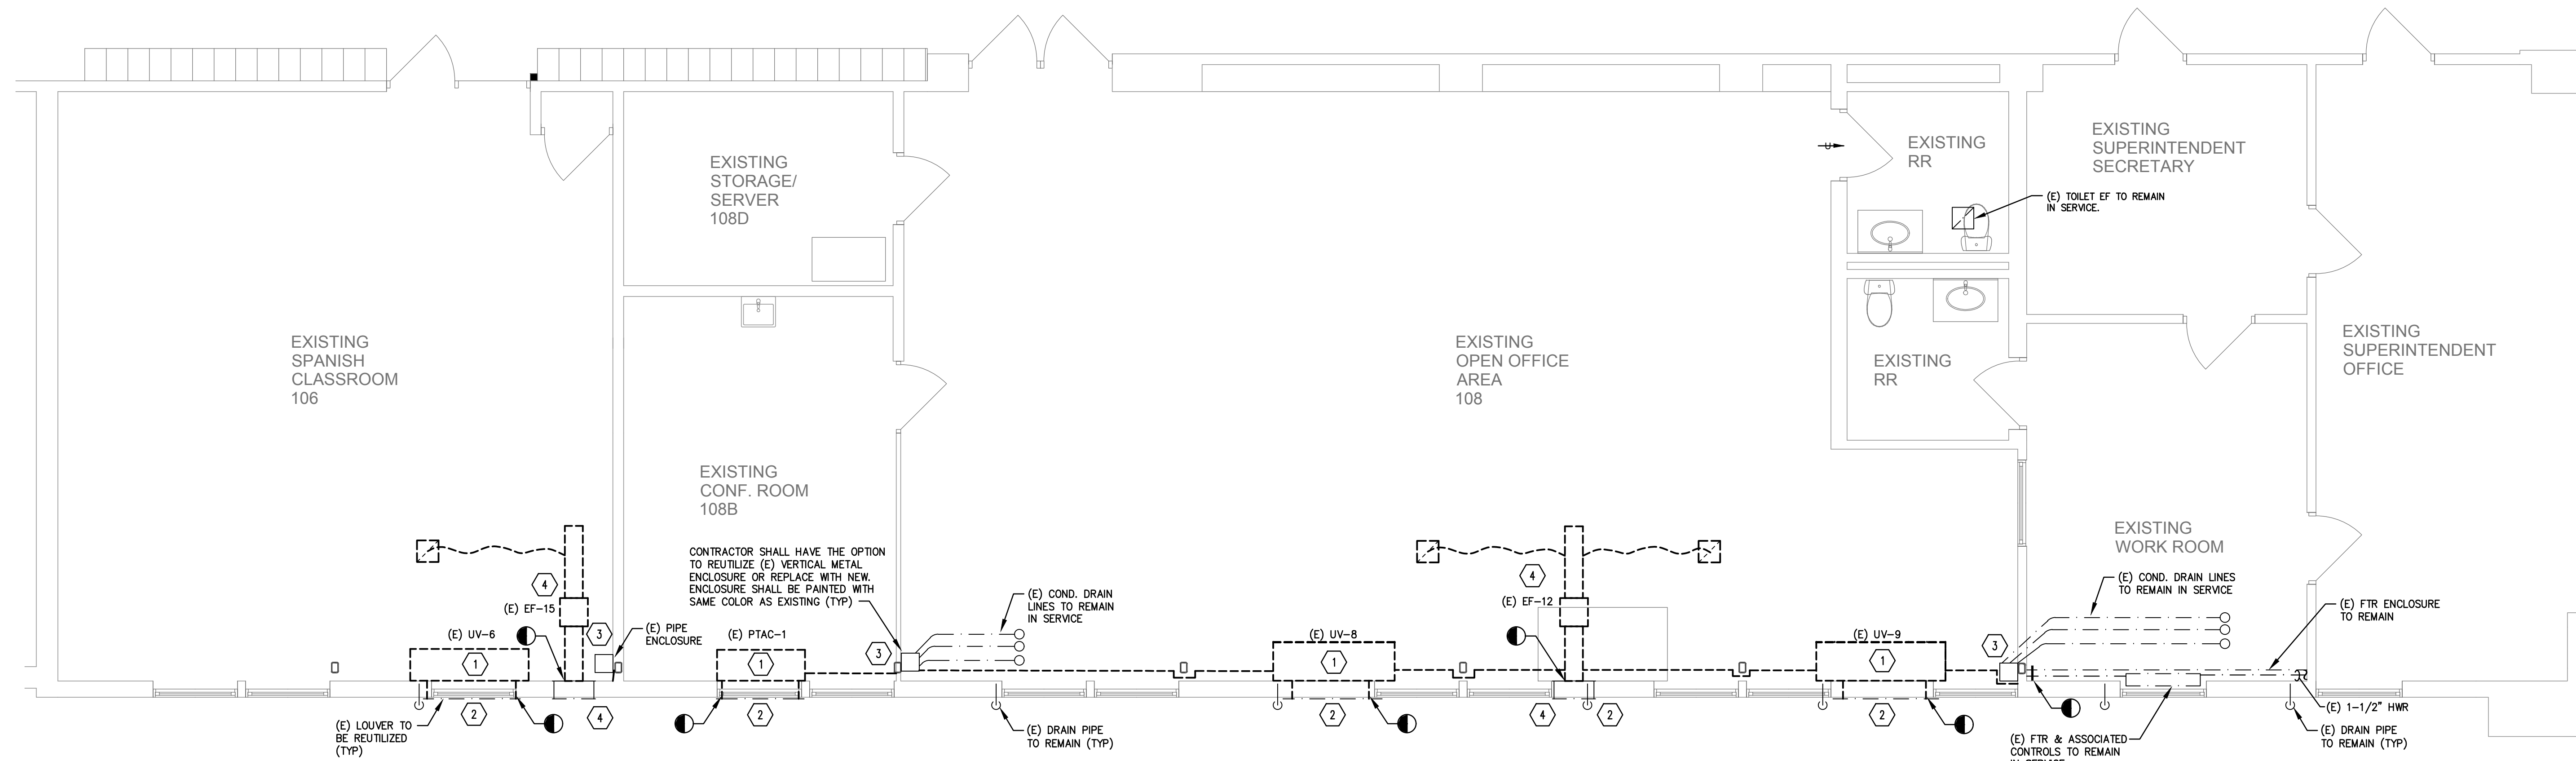 EXISTING
SPANISH
CLASSROOM
106
EXISTING
STORAGE/
SERVER
108D
EXISTING
CONF. ROOM
108B
EXISTING
OPEN OFFICE
AREA
108
EXISTING
RR
EXISTING
RR
EXISTING
SUPERINTENDENT
SECRETARY
EXISTING
SUPERINTENDENT
OFFICE
EXISTING
WORK ROOM
U
(E) TOILET EF TO REMAIN
IN SERVICE.
CONTRACTOR SHALL HAVE THE OPTION
TO REUTILIZE (E) VERTICAL METAL
ENCLOSURE OR REPLACE WITH NEW.
ENCLOSURE SHALL BE PAINTED WITH
SAME COLOR AS EXISTING (TYP)
(E) COND. DRAIN
LINES TO REMAIN
IN SERVICE
(E) COND. DRAIN LINES
TO REMAIN IN SERVICE
(E) FTR ENCLOSURE
TO REMAIN
4
(E) EF-15
3
(E) PIPE
ENCLOSURE
(E) UV-6
1
(E) PTAC-1
1
3
(E) UV-8
1
4
(E) EF-12
(E) UV-9
1
3
2
4
2
2
4
2
2
(E) LOUVER TO
BE REUTILIZED
(TYP)
(E) DRAIN PIPE
TO REMAIN (TYP)
(E) 1-1/2" HWR
(E) DRAIN PIPE
TO REMAIN (TYP)
(E) FTR & ASSOCIATED
CONTROLS TO REMAIN
IN SERVICE